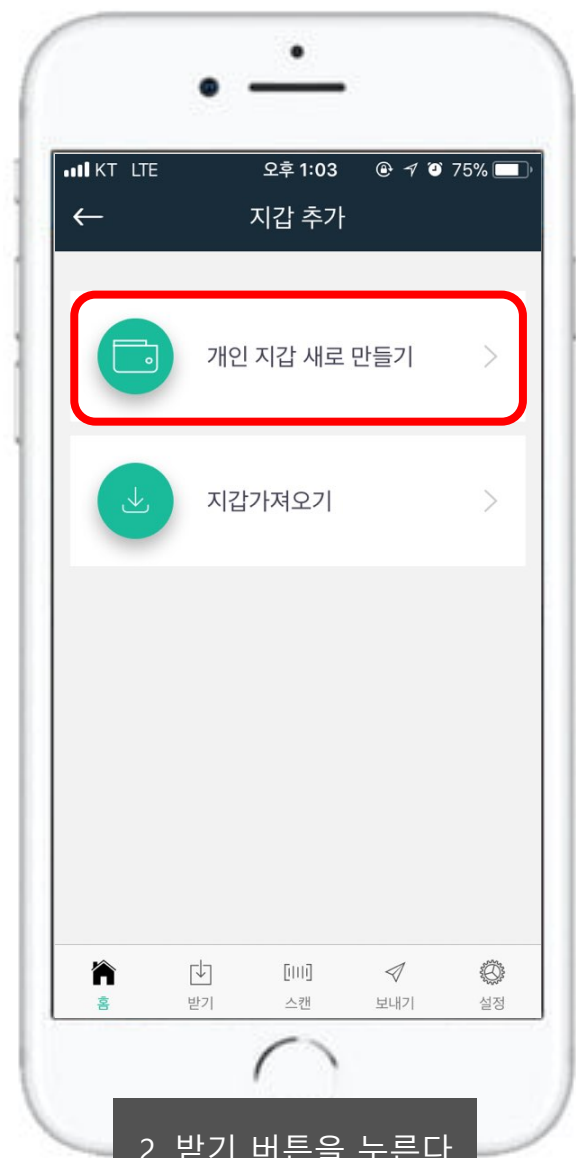 KT LTE 오후 1:03 75%
지갑 추가
개인 지갑 새로 만들기
지갑가져오기
홈 받기 스캔 보내기 설정
2 받기 버튼을 누른다